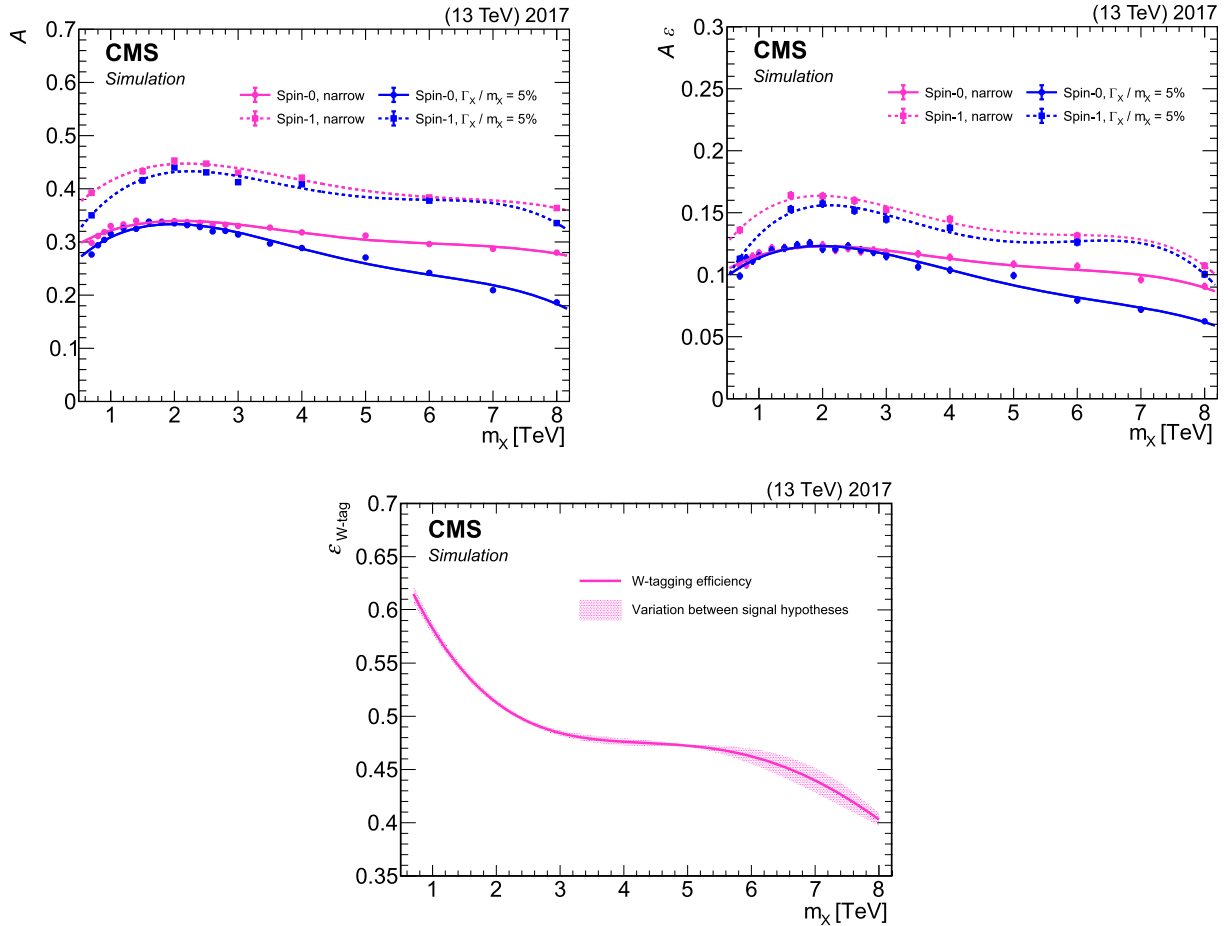 (13 TeV) 2017
A
0.7
CMS
Simulation
0.6
Spin-0, narrow
Spin-0, Γ_X / m_X = 5%
Spin-1, narrow
Spin-1, Γ_X / m_X = 5%
0.5
0.4
0.3
0.2
0.1
0
1 2 3 4 5 6 7 8
m_X [TeV]
(13 TeV) 2017
A ε
0.3
CMS
Simulation
0.25
Spin-0, narrow
Spin-0, Γ_X / m_X = 5%
Spin-1, narrow
Spin-1, Γ_X / m_X = 5%
0.2
0.15
0.1
0.05
0
1 2 3 4 5 6 7 8
m_X [TeV]
(13 TeV) 2017
ε_W-tag
0.7
CMS
Simulation
0.65
W-tagging efficiency
Variation between signal hypotheses
0.6
0.55
0.5
0.45
0.4
0.35
1 2 3 4 5 6 7 8
m_X [TeV]